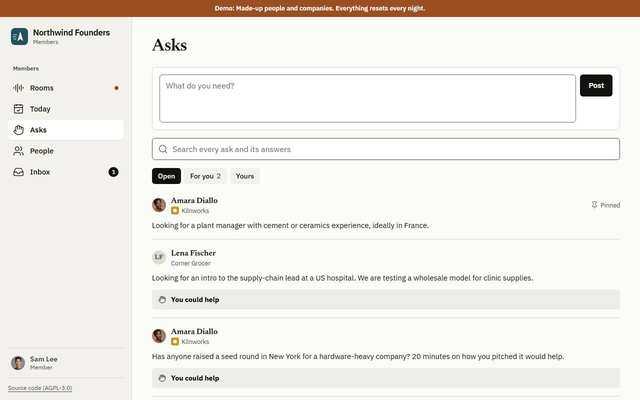 Demo: Made-up people and companies. Everything resets every night.
Northwind Founders
Members
Members
Rooms
Today
Asks
People
Inbox 1
Sam Lee
Member
Source code (AGPL-3.0)
Asks
What do you need?
Post
Search every ask and its answers
Open For you 2 Yours
Amara Diallo
Kilnworks
Pinned
Looking for a plant manager with cement or ceramics experience, ideally in France.
LF
Lena Fischer
Corner Grocer
Looking for an intro to the supply-chain lead at a US hospital. We are testing a wholesale model for clinic supplies.
You could help
Amara Diallo
Kilnworks
Has anyone raised a seed round in New York for a hardware-heavy company? 20 minutes on how you pitched it would help.
You could help